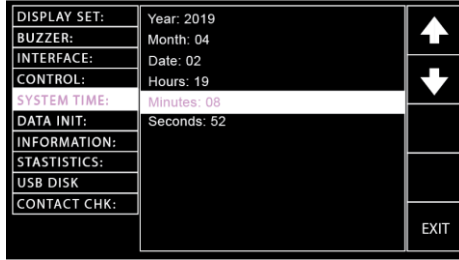 DISPLAY SET:
BUZZER:
INTERFACE:
CONTROL:
SYSTEM TIME:
DATA INIT:
INFORMATION:
STASTISTICS:
USB DISK
CONTACT CHK:
Year: 2019
Month: 04
Date: 02
Hours: 19
Minutes: 08
Seconds: 52
EXIT